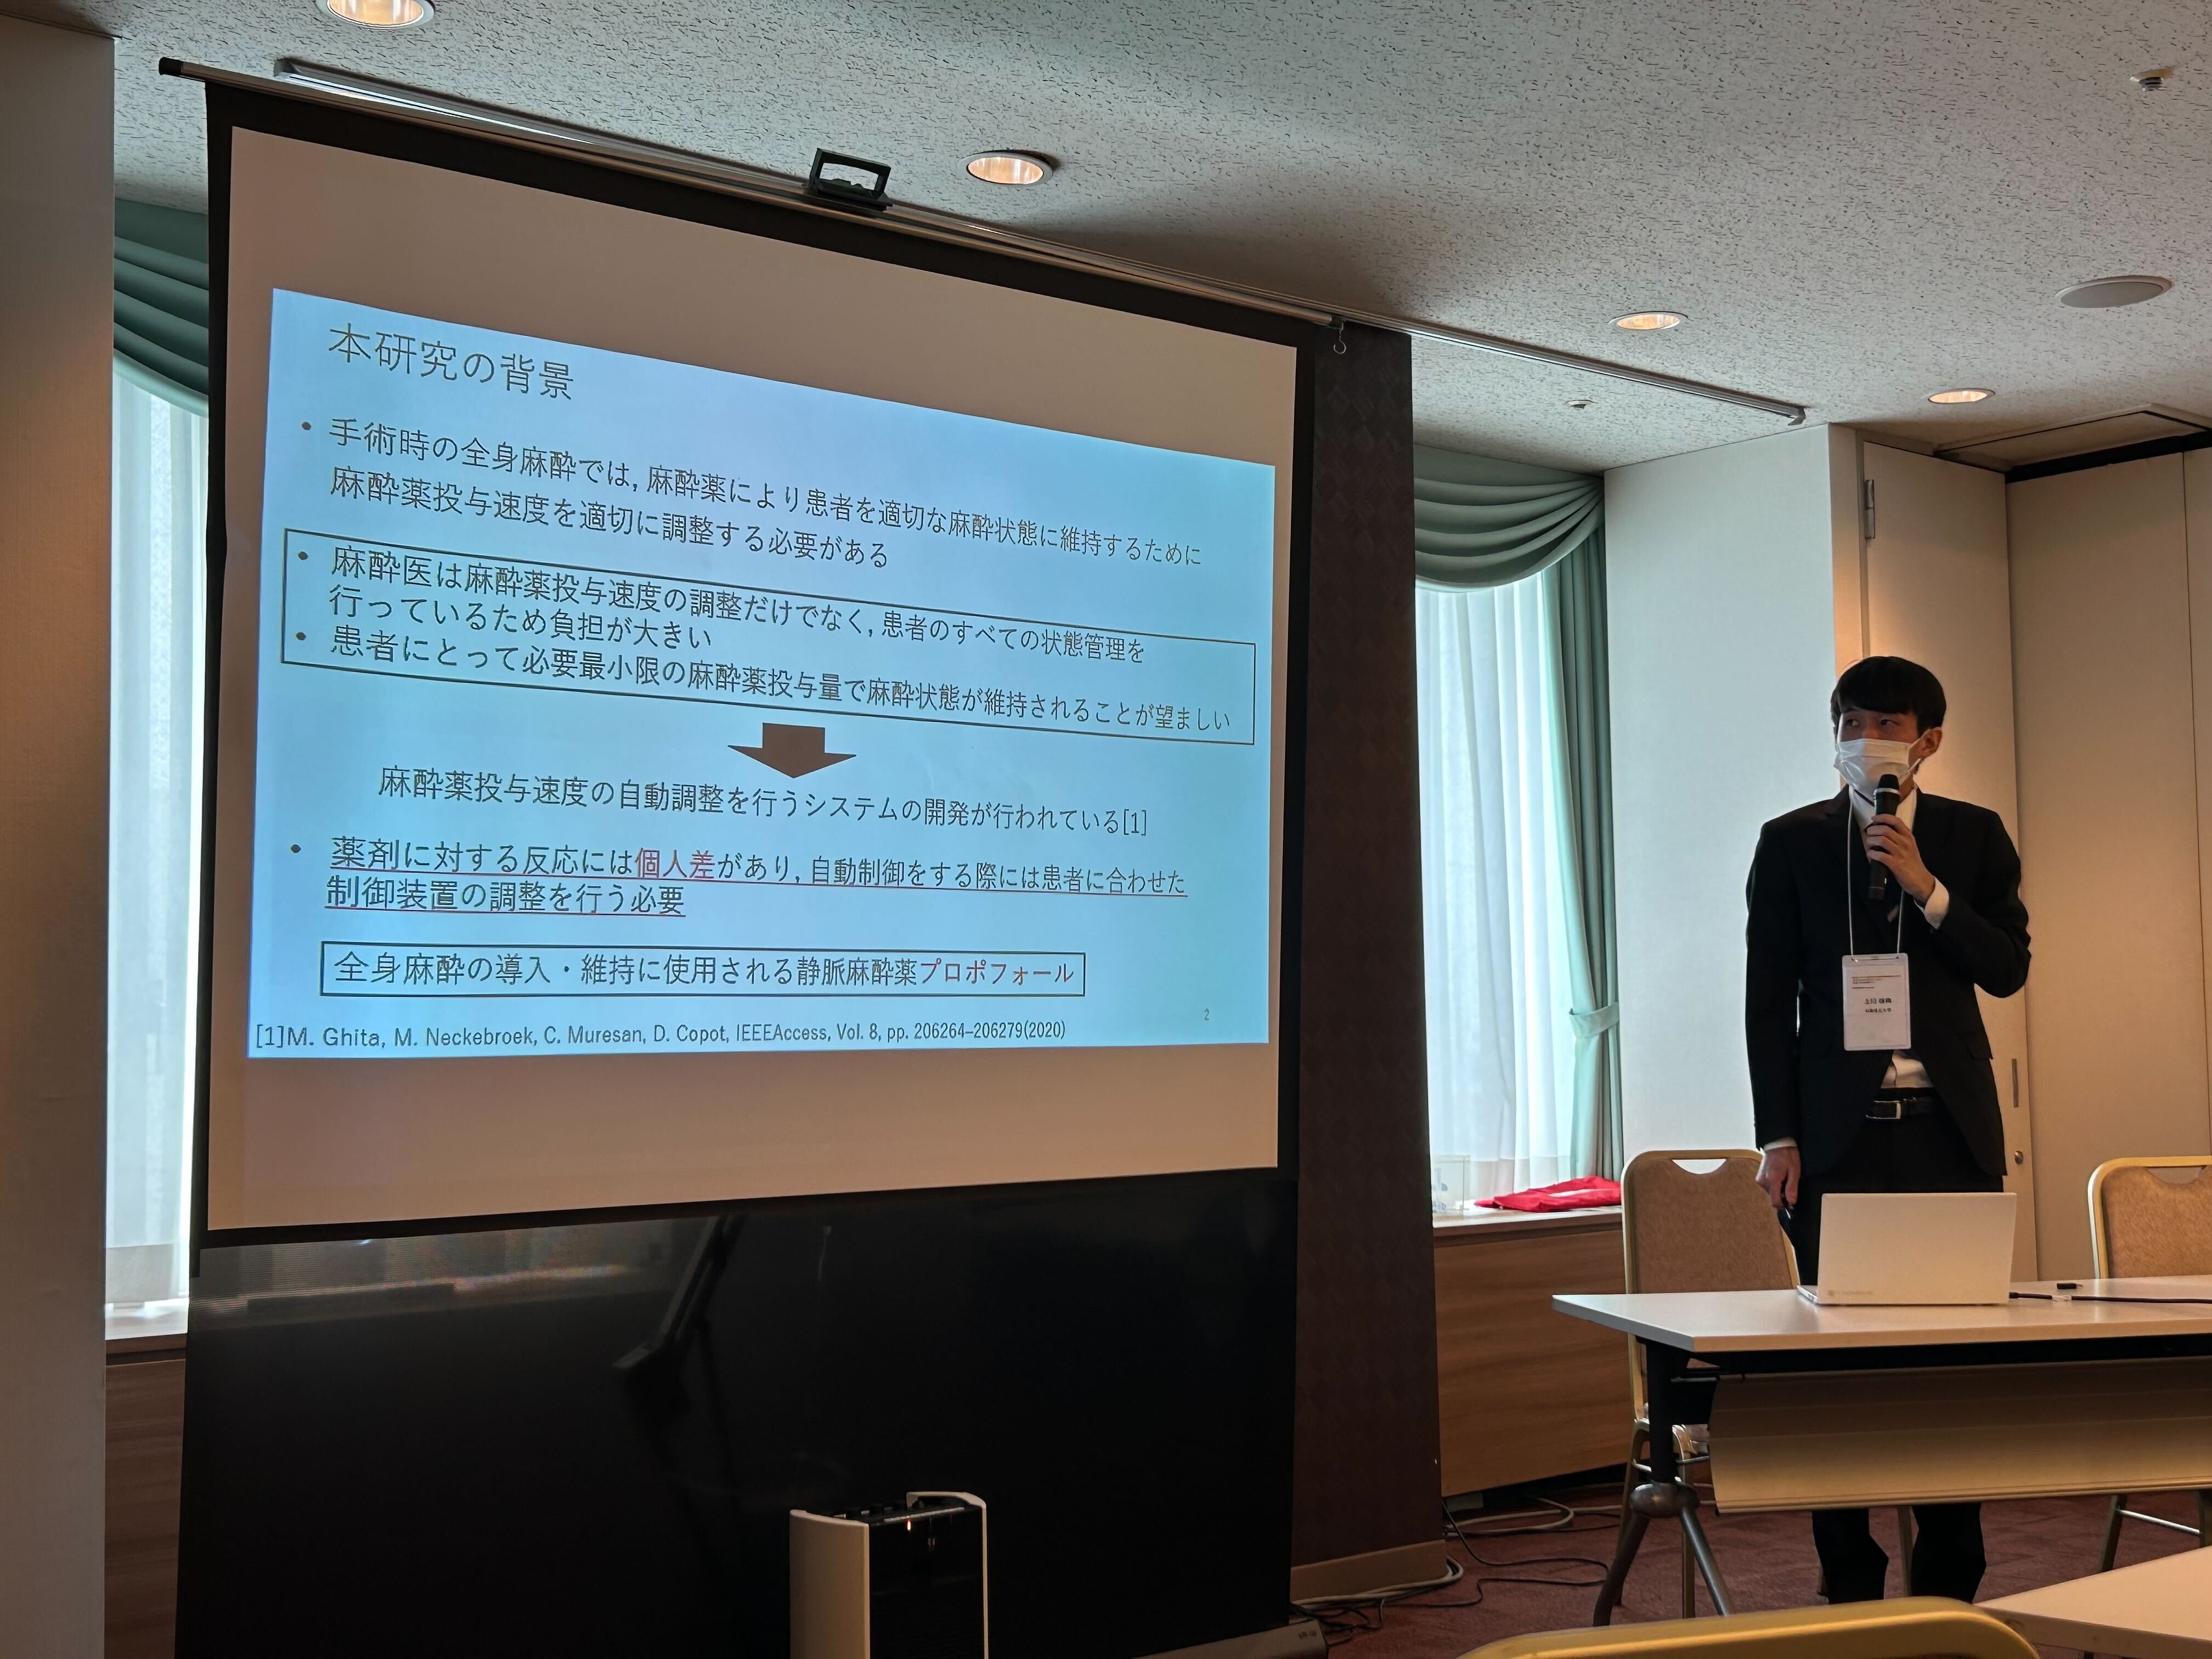 本研究の背景
• 手術時の全身麻酔では, 麻酔薬により患者を適切な麻酔状態に維持するために
麻酔薬投与速度を適切に調整する必要がある
• 麻酔医は麻酔薬投与速度の調整だけでなく, 患者のすべての状態管理を
行っているため負担が大きい
• 患者にとって必要最小限の麻酔薬投与量で麻酔状態が維持されることが望ましい
麻酔薬投与速度の自動調整を行うシステムの開発が行われている[1]
• 薬剤に対する反応には個人差があり, 自動制御をする際には患者に合わせた
制御装置の調整を行う必要
全身麻酔の導入・維持に使用される静脈麻酔薬プロポフォール
2
[1]M. Ghita, M. Neckebroek, C. Muresan, D. Copot, IEEEAccess, Vol. 8, pp. 206264–206279(2020)